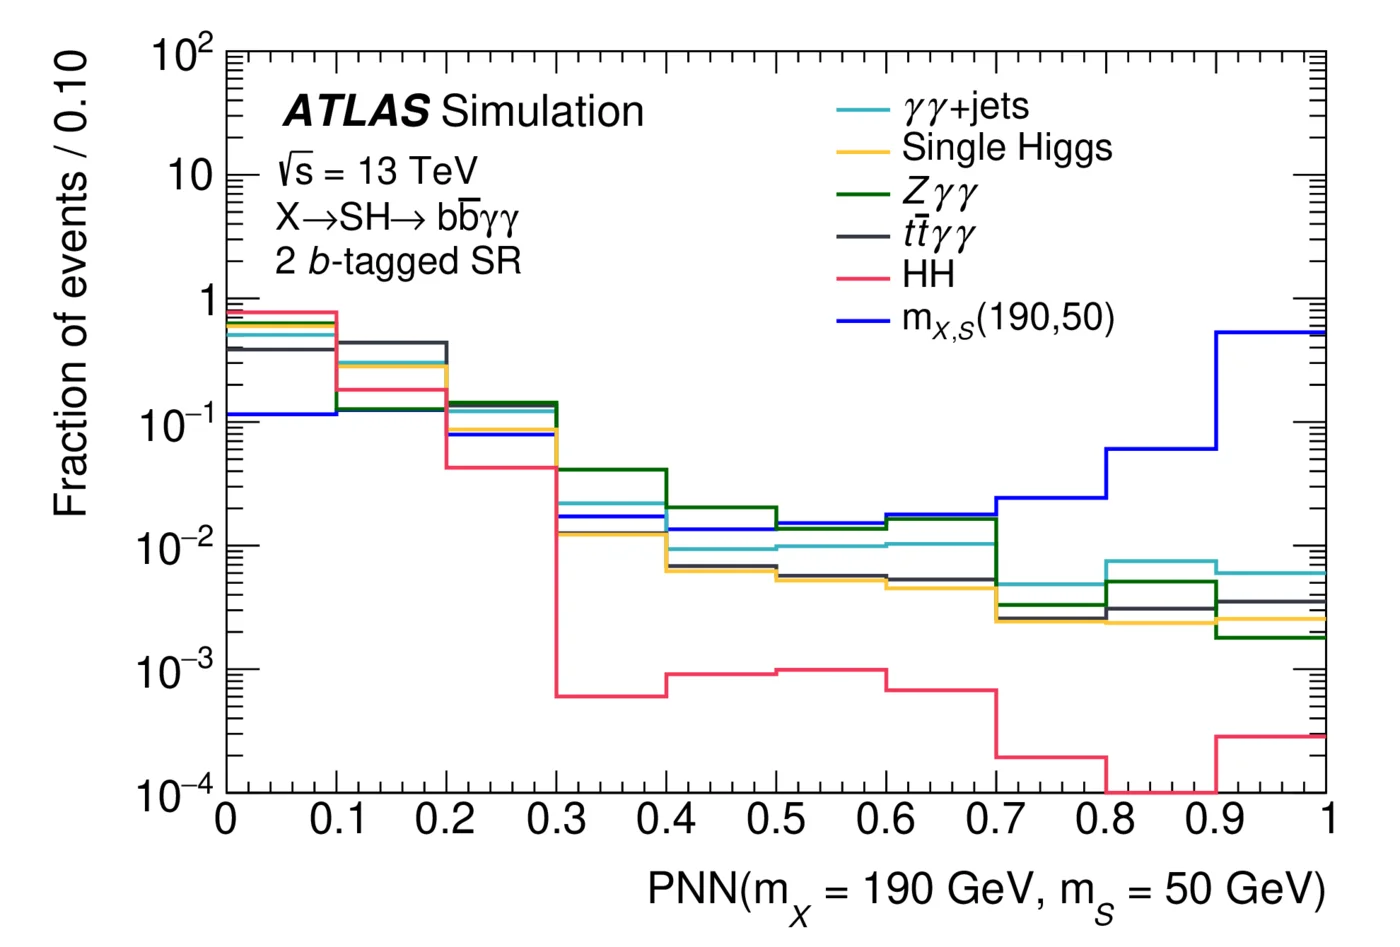 Fraction of events / 0.10
10²
10
1
10⁻¹
10⁻²
10⁻³
10⁻⁴
ATLAS Simulation
√s = 13 TeV
X→SH→ bb̅γγ
2 b-tagged SR
γγ+jets
Single Higgs
Zγγ
tt̅γγ
HH
m_X,S(190,50)
0 0.1 0.2 0.3 0.4 0.5 0.6 0.7 0.8 0.9 1
PNN(m_X = 190 GeV, m_S = 50 GeV)